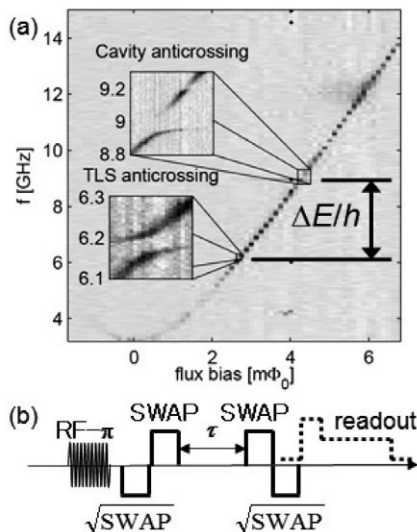 (a)
Cavity anticrossing
9.2
9
8.8
TLS anticrossing
6.3
6.2
6.1
ΔE/h
f [GHz]
14
12
10
8
6
4
0
2
4
6
flux bias [mΦ₀]
(b)
SWAP
SWAP
readout
RF-π
τ
√SWAP
√SWAP